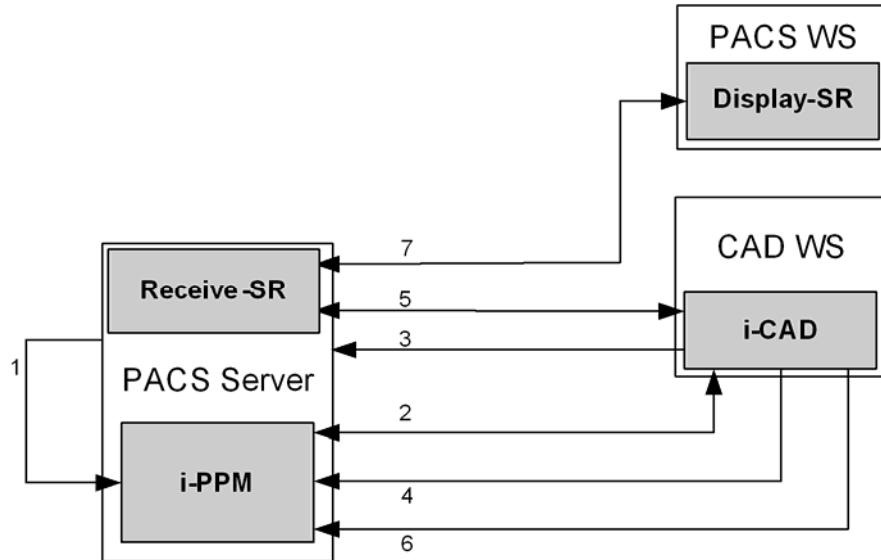 PACS WS
Display-SR
CAD WS
7
Receive-SR
5
i-CAD
3
1
PACS Server
2
i-PPM
4
6